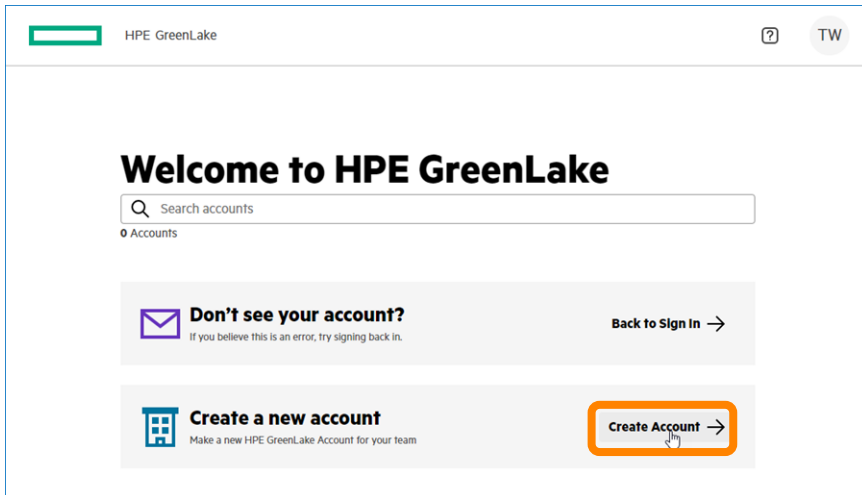 HPE GreenLake
?
TW
Welcome to HPE GreenLake
Search accounts
0 Accounts
Don't see your account?
If you believe this is an error, try signing back in.
Back to Sign In
Create a new account
Make a new HPE GreenLake Account for your team
Create Account